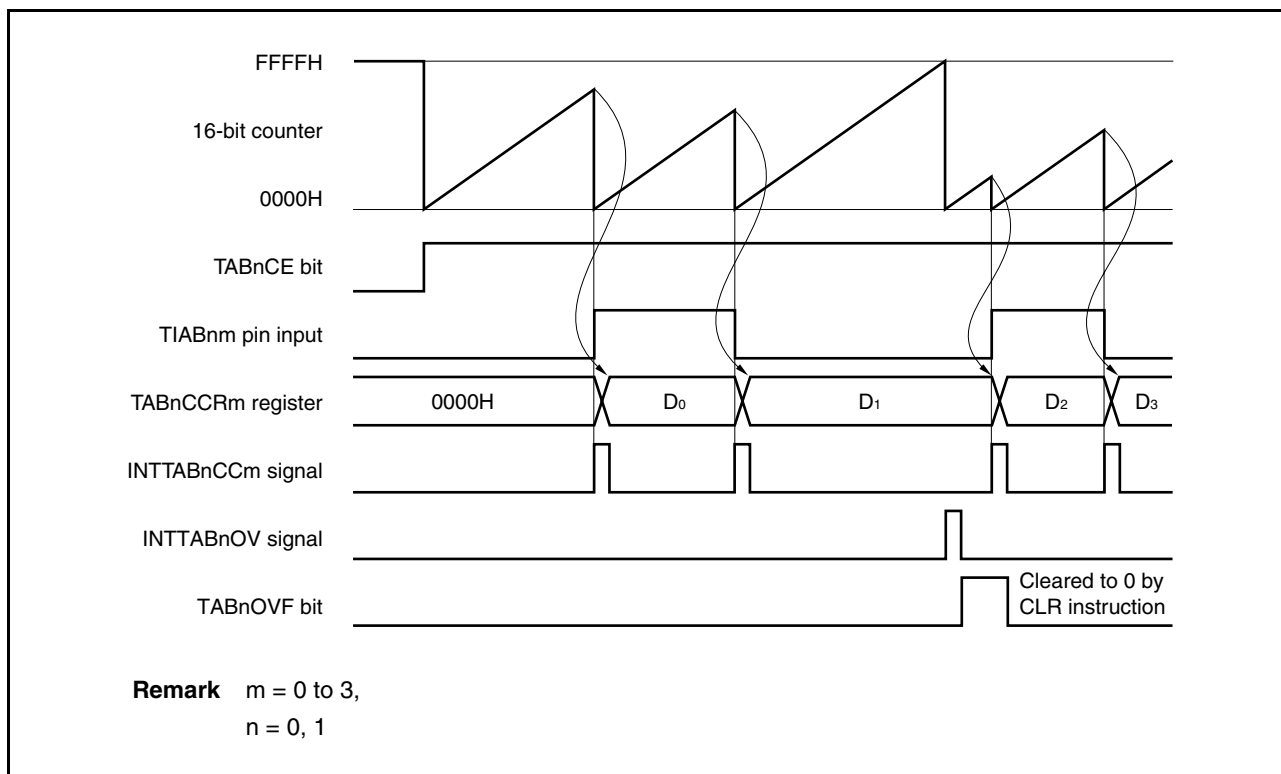 FFFFH
16-bit counter
0000H
TABnCE bit
TIABnm pin input
TABnCCRm register
0000H D0 D1 D2 D3
INTTABnCCm signal
INTTABnOV signal
TABnOVF bit
Cleared to 0 by
CLR instruction
Remark m = 0 to 3,
n = 0, 1